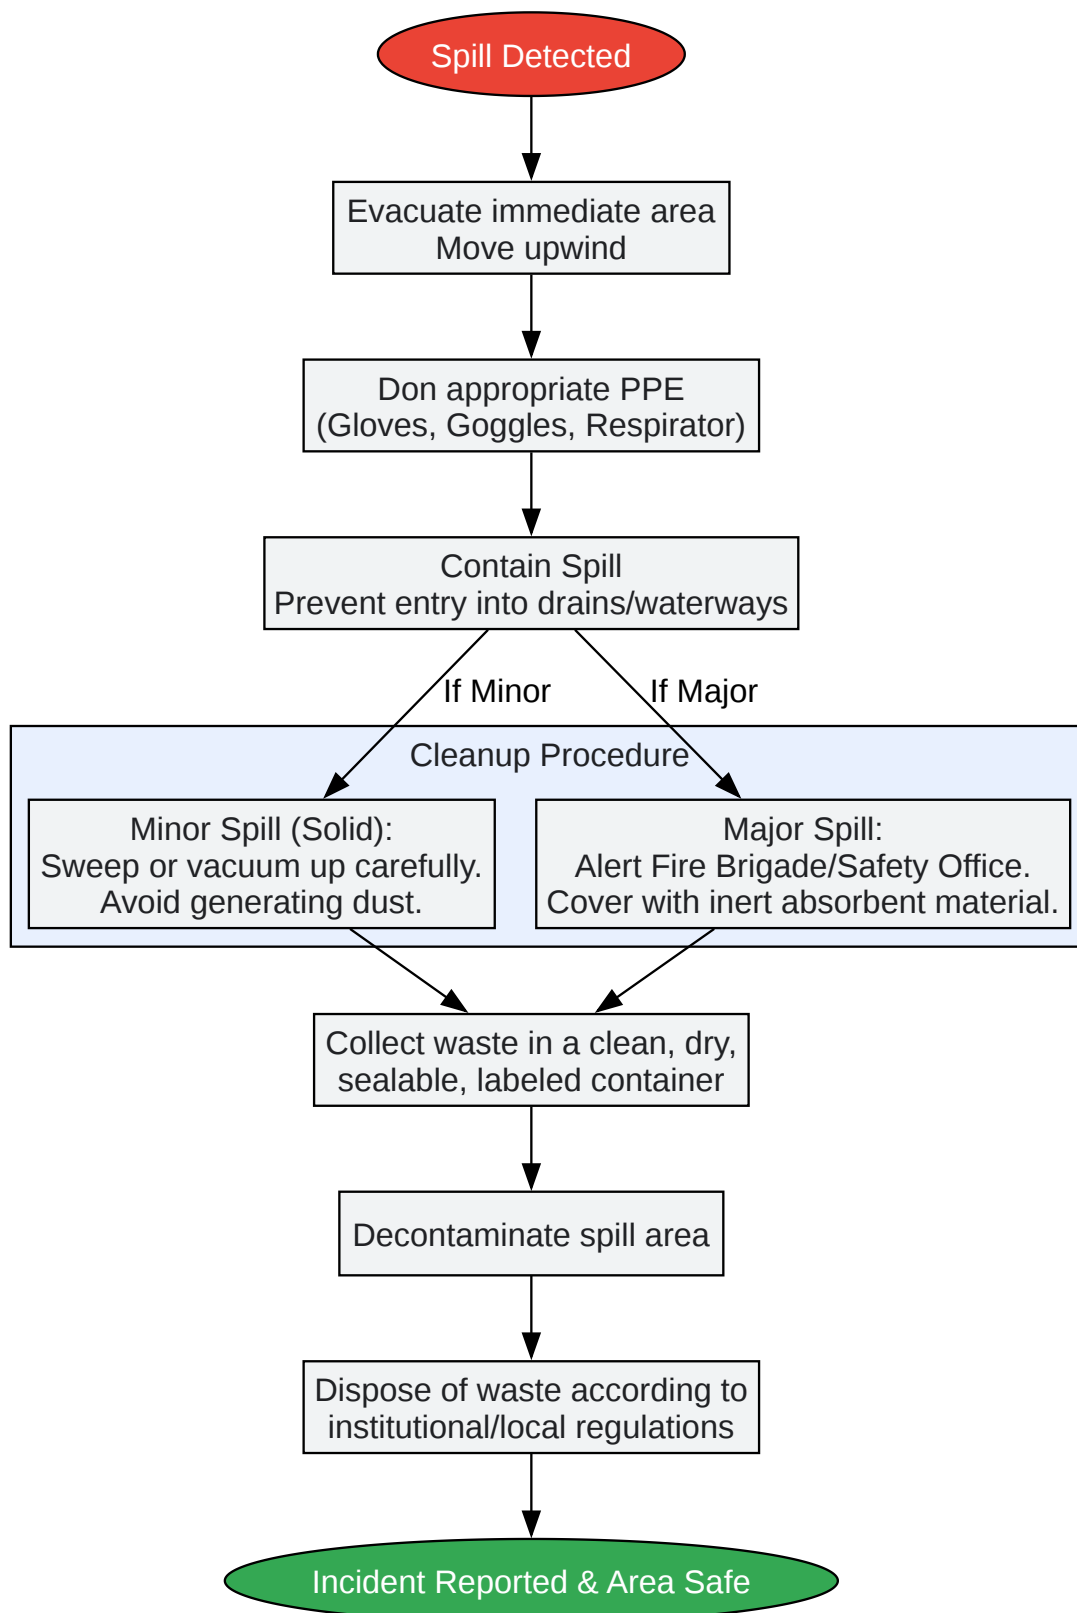 Spill Detected
Evacuate immediate area
Move upwind
Don appropriate PPE
(Gloves, Goggles, Respirator)
Contain Spill
Prevent entry into drains/waterways
If Minor
If Major
Cleanup Procedure
Minor Spill (Solid):
Sweep or vacuum up carefully.
Avoid generating dust.
Major Spill:
Alert Fire Brigade/Safety Office.
Cover with inert absorbent material.
Collect waste in a clean, dry,
sealable, labeled container
Decontaminate spill area
Dispose of waste according to
institutional/local regulations
Incident Reported & Area Safe